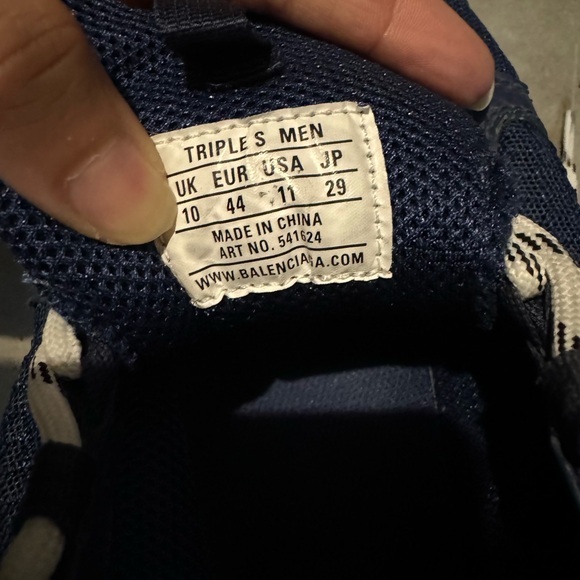 TRIPLE S MEN
UK EUR USA JP
10 44 11 29
MADE IN CHINA
ART NO. 541624
WWW.BALENCIAGA.COM